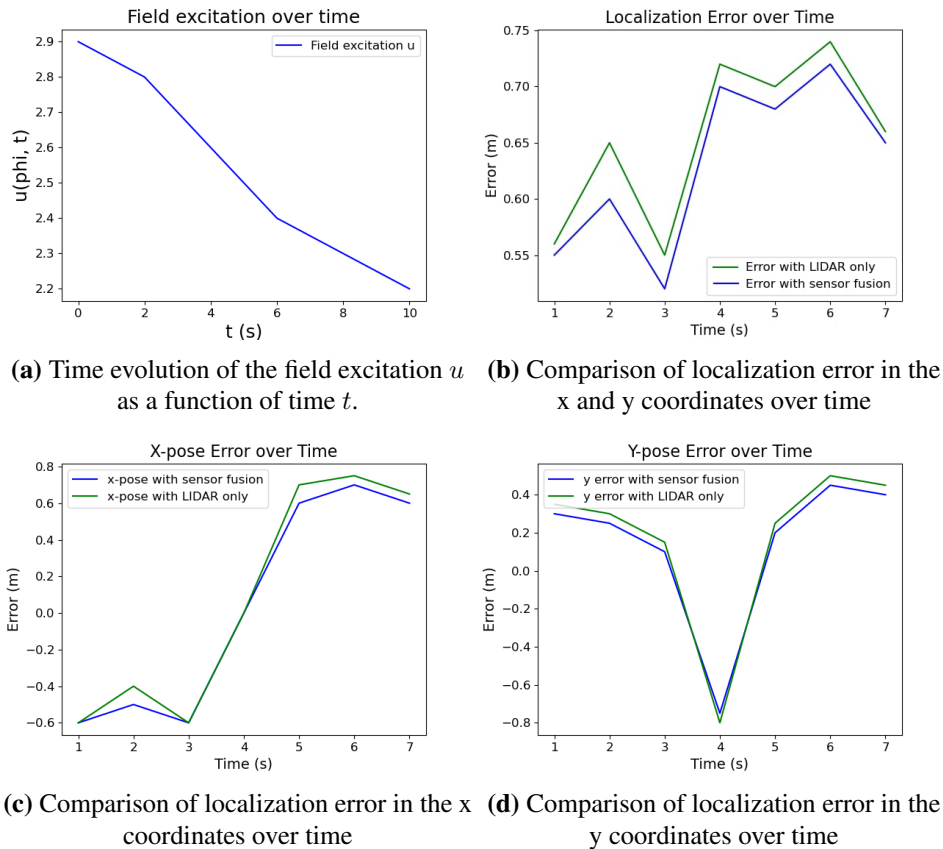 Field excitation over time
Field excitation u
u(phi, t)
2.9
2.8
2.7
2.6
2.5
2.4
2.3
2.2
0 2 4 6 8 10
t (s)
(a) Time evolution of the field excitation u
as a function of time t.
Localization Error over Time
Error (m)
0.75
0.70
0.65
0.60
0.55
Error with LIDAR only
Error with sensor fusion
1 2 3 4 5 6 7
Time (s)
(b) Comparison of localization error in the
x and y coordinates over time
X-pose Error over Time
x-pose with sensor fusion
x-pose with LIDAR only
Error (m)
0.8
0.6
0.4
0.2
0.0
−0.2
−0.4
−0.6
1 2 3 4 5 6 7
Time (s)
(c) Comparison of localization error in the x
coordinates over time
Y-pose Error over Time
y error with sensor fusion
y error with LIDAR only
Error (m)
0.4
0.2
0.0
−0.2
−0.4
−0.6
−0.8
1 2 3 4 5 6 7
Time (s)
(d) Comparison of localization error in the
y coordinates over time